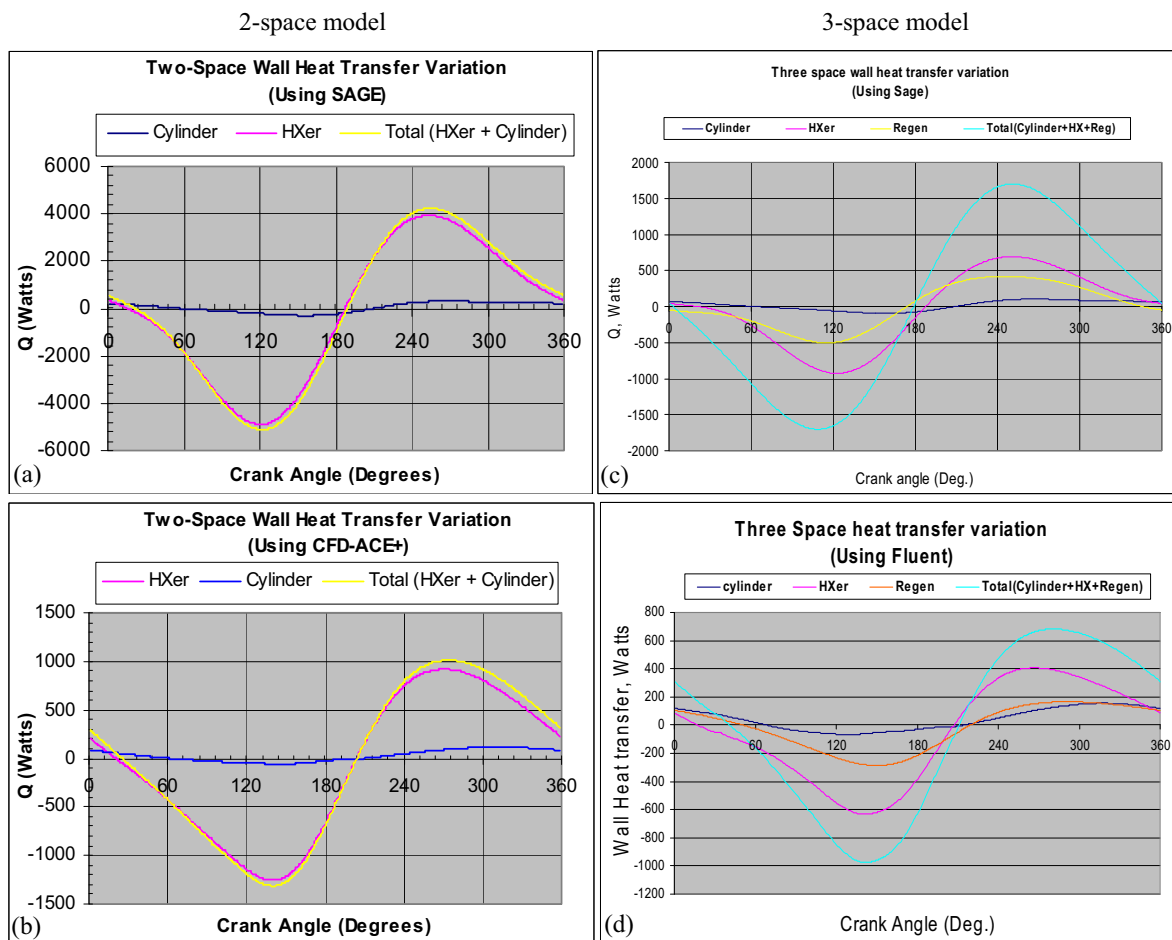 2-space model
3-space model
Two-Space Wall Heat Transfer Variation
(Using SAGE)
Cylinder HXer Total (HXer + Cylinder)
6000
4000
2000
0
-2000
-4000
-6000
Q (Watts)
0 60 120 180 240 300 360
Crank Angle (Degrees)
(a)
Three space wall heat transfer variation
(Using Sage)
Cylinder HXer Regen Total(Cylinder+HX+Reg)
2000
1500
1000
500
0
-500
-1000
-1500
-2000
Q, Watts
0 60 120 180 240 300 360
Crank angle (Deg.)
(c)
Two-Space Wall Heat Transfer Variation
(Using CFD-ACE+)
HXer Cylinder Total (HXer + Cylinder)
1500
1000
500
0
-500
-1000
-1500
Q (Watts)
0 60 120 180 240 300 360
Crank Angle (Degrees)
(b)
Three Space heat transfer variation
(Using Fluent)
cylinder HXer Regen Total(Cylinder+HX+Regen)
800
600
400
200
0
-200
-400
-600
-800
-1000
-1200
Wall Heat transfer, Watts
0 60 120 180 240 300 360
Crank Angle (Deg.)
(d)